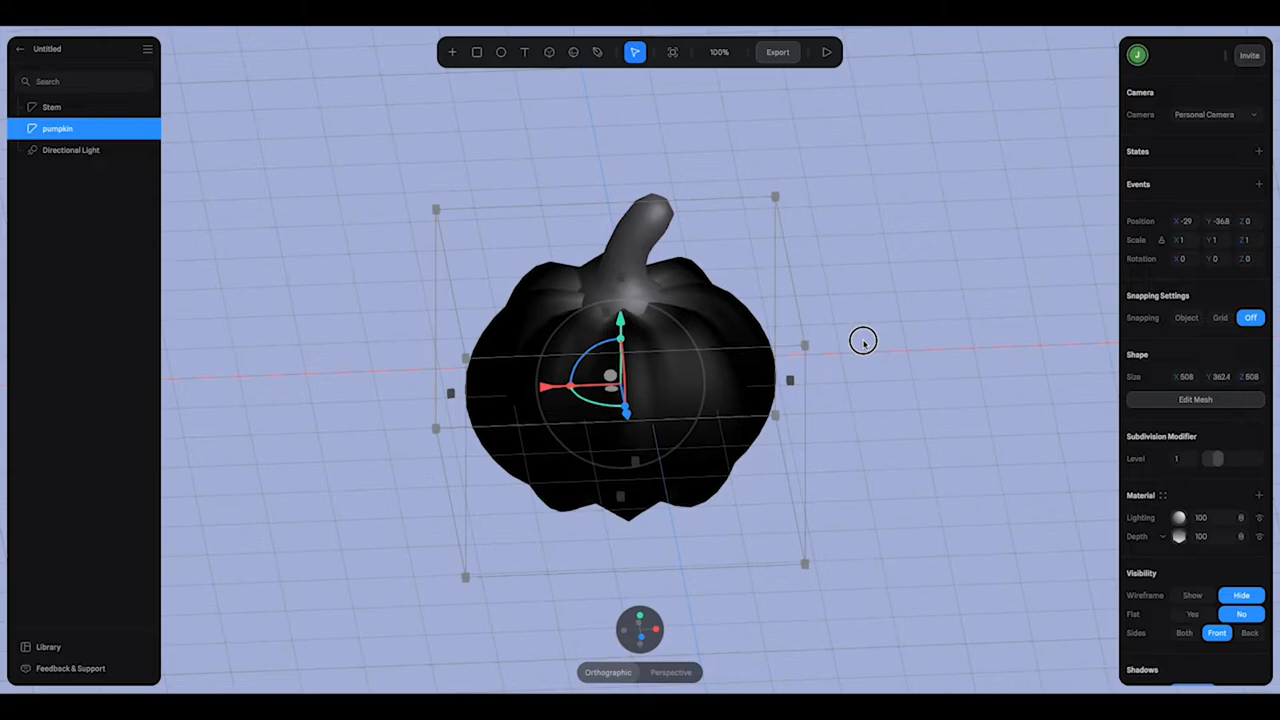 Untitled
Search
Stem
pumpkin
Directional Light
Library
Feedback & Support
T
100%
Export
Orthographic
Perspective
J
Invite
Camera
Camera Personal Camera
States
Events
Position X -29 Y -36.8 Z 0
Scale X 1 Y 1 Z 1
Rotation X 0 Y 0 Z 0
Snapping Settings
Snapping Object Grid Off
Shape
Size X 508 Y 362.4 Z 508
Edit Mesh
Subdivision Modifier
Level 1
Material
Lighting 100
Depth 100
Visibility
Wireframe Show Hide
Flat Yes No
Sides Both Front Back
Shadows